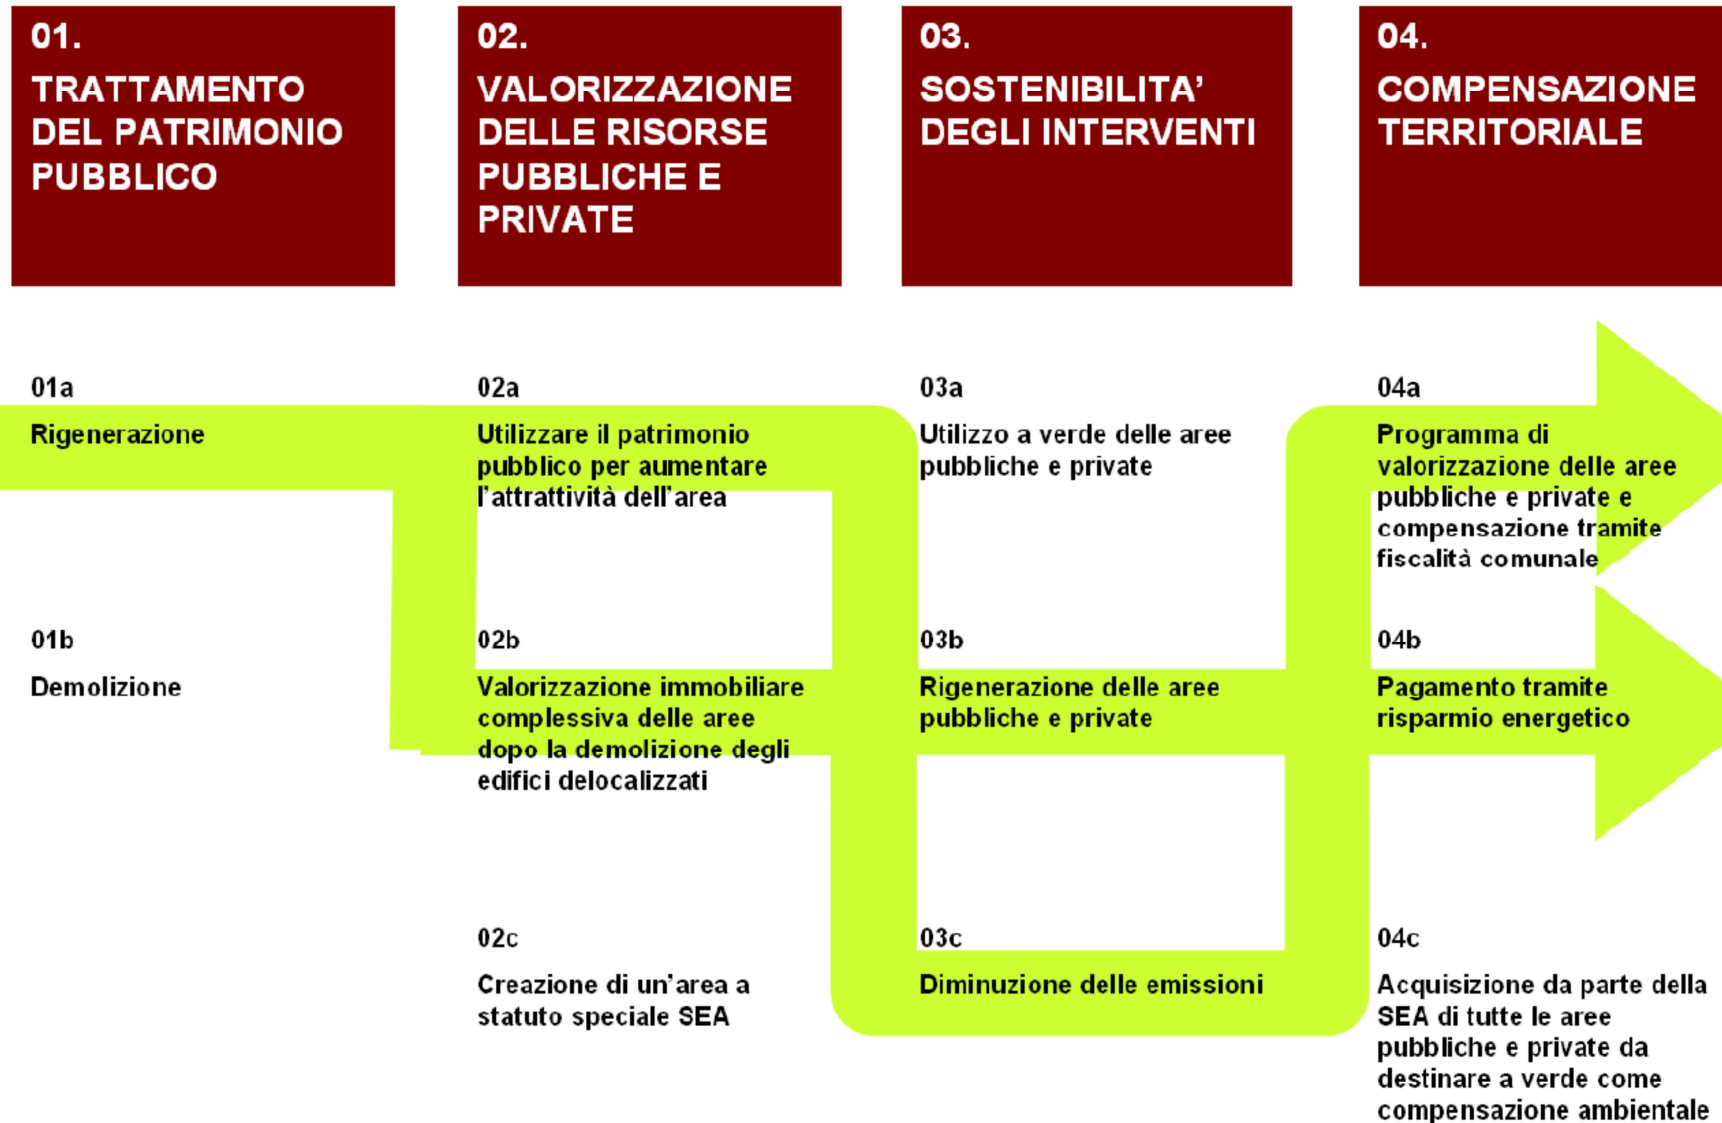 01.
TRATTAMENTO
DEL PATRIMONIO
PUBBLICO
02.
VALORIZZAZIONE
DELLE RISORSE
PUBBLICHE E
PRIVATE
03.
SOSTENIBILITA'
DEGLI INTERVENTI
04.
COMPENSAZIONE
TERRITORIALE
01a
Rigenerazione
02a
Utilizzare il patrimonio
pubblico per aumentare
l'attrattività dell'area
03a
Utilizzo a verde delle aree
pubbliche e private
04a
Programma di
valorizzazione delle aree
pubbliche e private e
compensazione tramite
fiscalità comunale
01b
Demolizione
02b
Valorizzazione immobiliare
complessiva delle aree
dopo la demolizione degli
edifici delocalizzati
03b
Rigenerazione delle aree
pubbliche e private
04b
Pagamento tramite
risparmio energetico
02c
Creazione di un'area a
statuto speciale SEA
03c
Diminuzione delle emissioni
04c
Acquisizione da parte della
SEA di tutte le aree
pubbliche e private da
destinare a verde come
compensazione ambientale